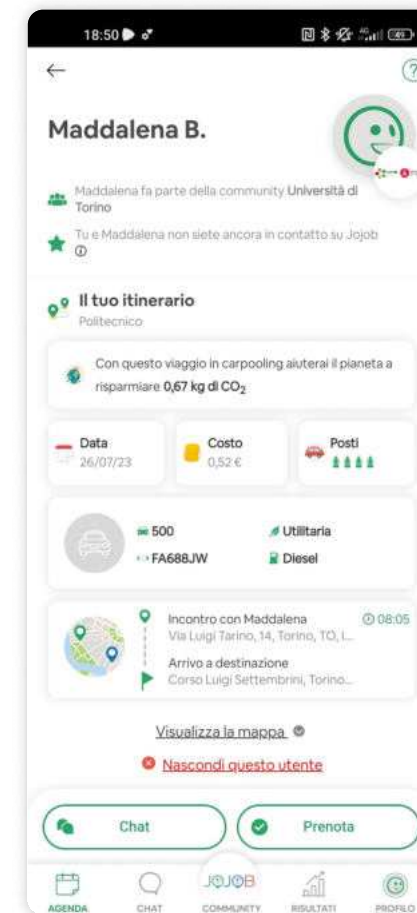 18:50
4G
49
Maddalena B.
Maddalena fa parte della community Università di
Torino
Tu e Maddalena non siete ancora in contatto su Jojob
Il tuo itinerario
Politecnico
Con questo viaggio in carpooling aiuterai il pianeta a
risparmiare 0,67 kg di CO2
Data
26/07/23
Costo
0,52 €
Posti
500
Utilitaria
FA688JW
Diesel
Incontro con Maddalena
08:05
Via Luigi Tarino, 14, Torino, TO, I...
Arrivo a destinazione
Corso Luigi Settembrini, Torino...
Visualizza la mappa
Nascondi questo utente
Chat
Prenota
JOJOB
AGENDA
CHAT
COMMUNITY
RISULTATI
PROFILO